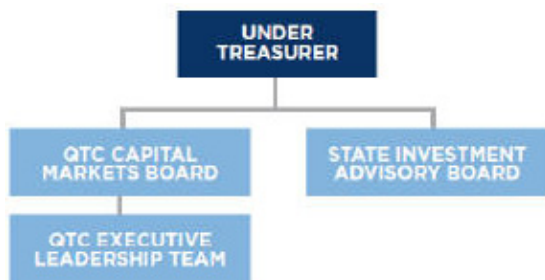 UNDER
TREASURER
QTC CAPITAL
MARKETS BOARD
STATE INVESTMENT
ADVISORY BOARD
QTC EXECUTIVE
LEADERSHIP TEAM